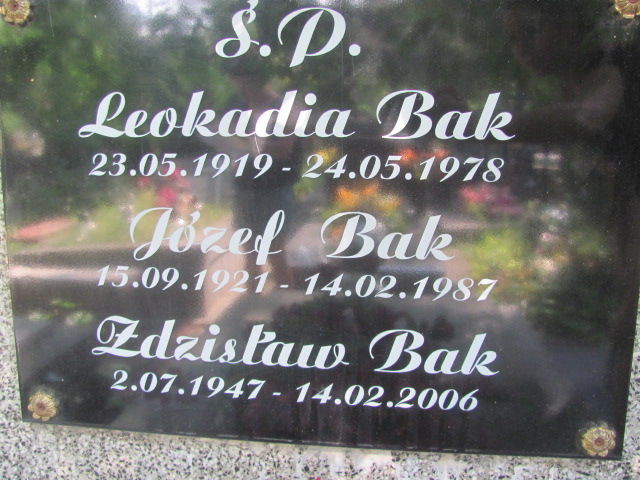 Ś.P.
Leokadia Bak
23.05.1919 - 24.05.1978
Józef Bak
15.09.1921 - 14.02.1987
Zdzisław Bak
2.07.1947 - 14.02.2006